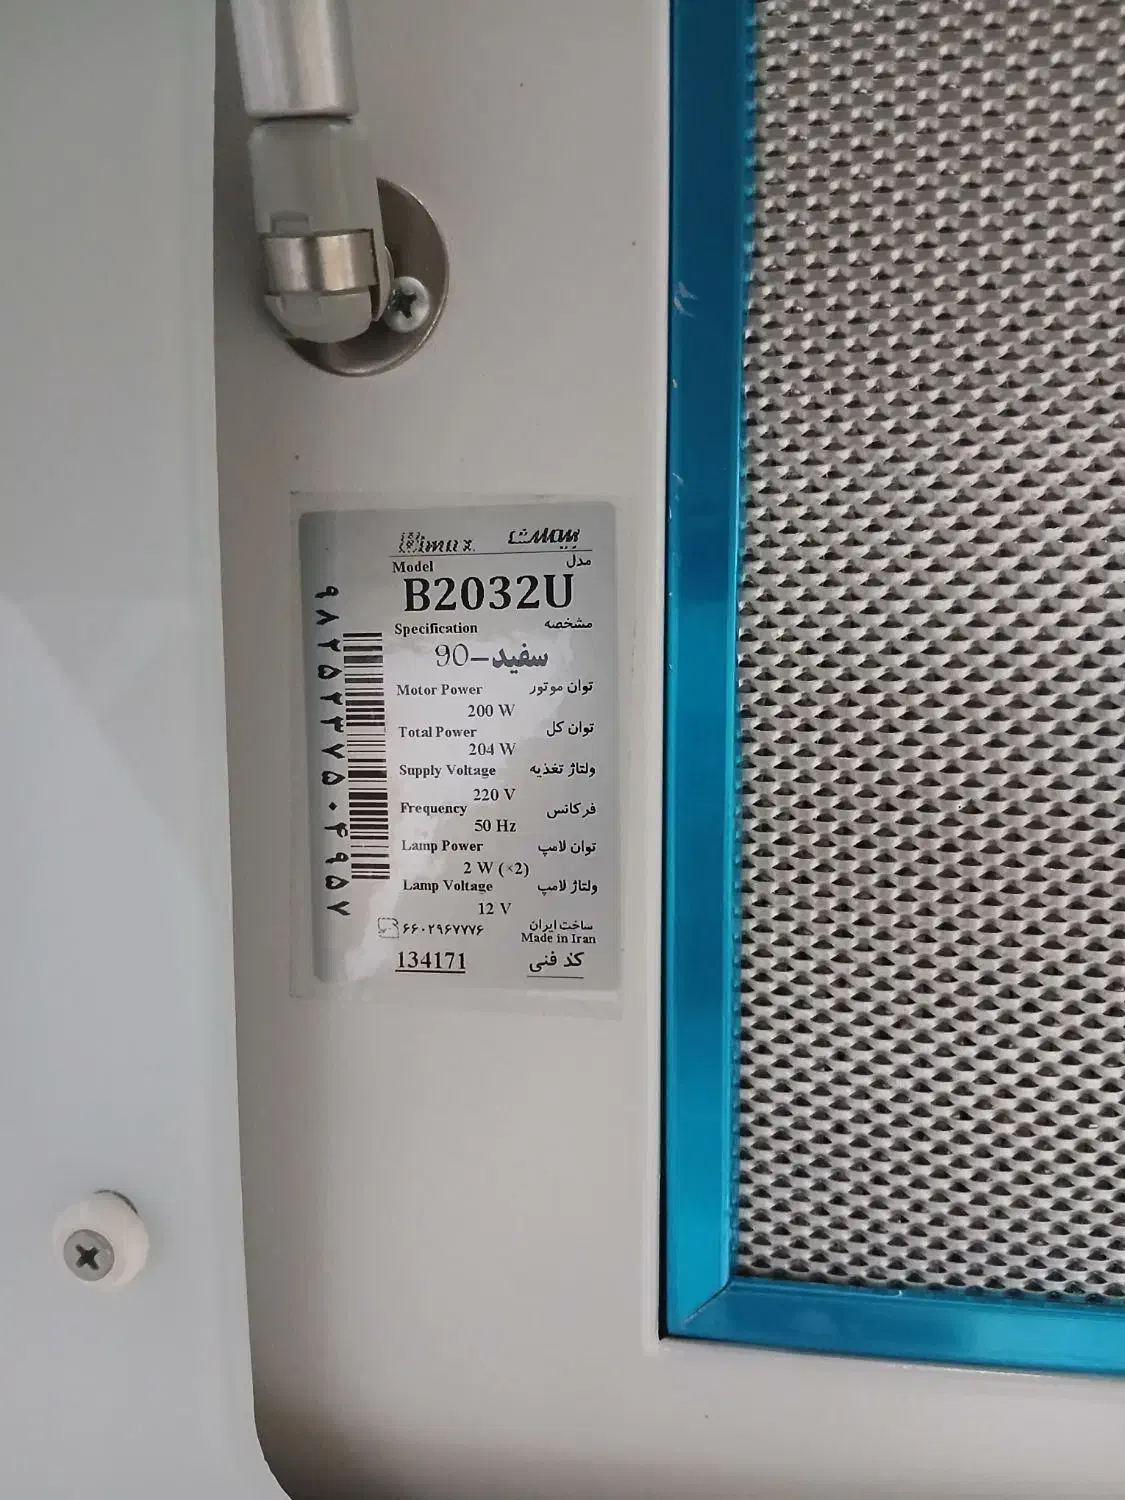 Bimax بیمکث
Model مدل
B2032U
Specification مشخصه
سفید-90
Motor Power توان موتور
200 W
Total Power توان کل
204 W
Supply Voltage ولتاژ تغذیه
220 V
Frequency فرکانس
50 Hz
Lamp Power توان لامپ
2 W (×2)
Lamp Voltage ولتاژ لامپ
12 V
۶۶۰۲۹۶۷۷۷۶ ساخت ایران
Made in Iran
134171 کد فنی
۹۸۲۵۲۳۷۵۰۴۹۵۷